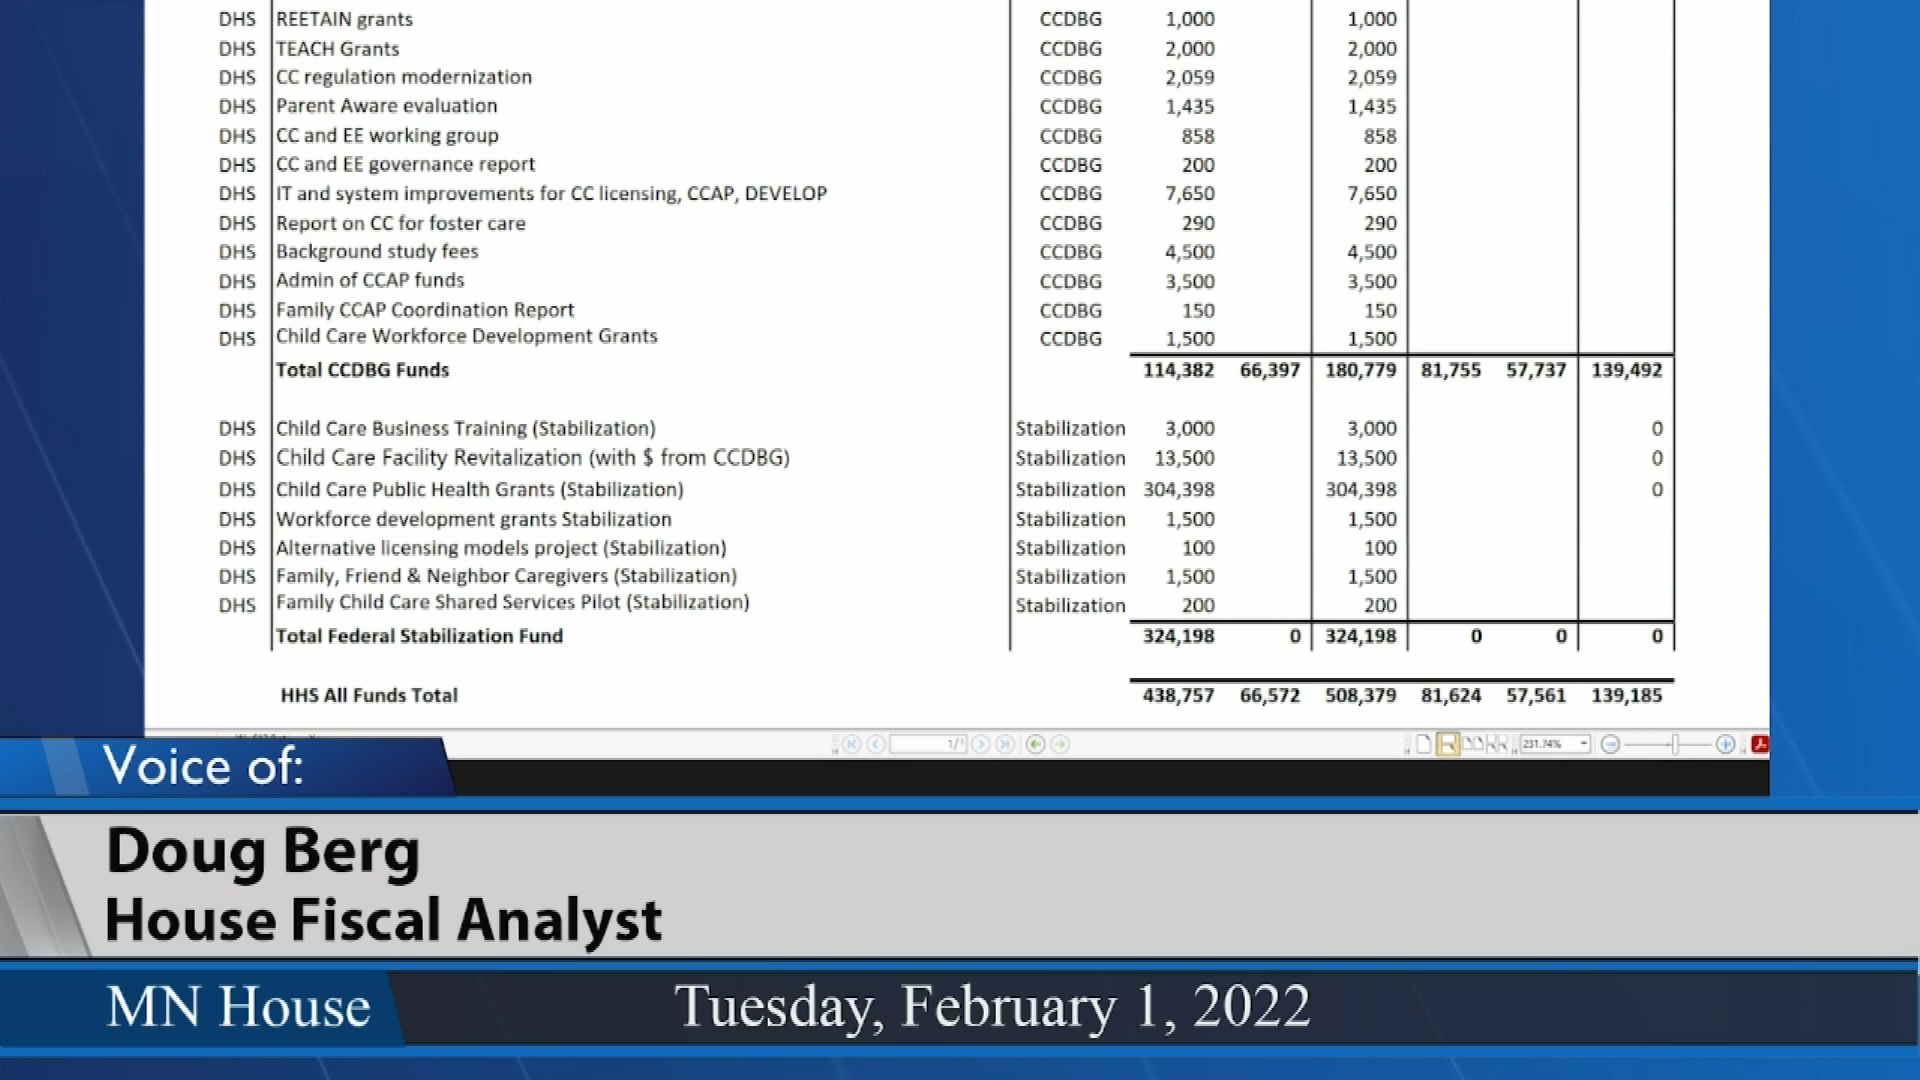 DHS REETAIN grants CCDBG 1,000 1,000
DHS TEACH Grants CCDBG 2,000 2,000
DHS CC regulation modernization CCDBG 2,059 2,059
DHS Parent Aware evaluation CCDBG 1,435 1,435
DHS CC and EE working group CCDBG 858 858
DHS CC and EE governance report CCDBG 200 200
DHS IT and system improvements for CC licensing, CCAP, DEVELOP CCDBG 7,650 7,650
DHS Report on CC for foster care CCDBG 290 290
DHS Background study fees CCDBG 4,500 4,500
DHS Admin of CCAP funds CCDBG 3,500 3,500
DHS Family CCAP Coordination Report CCDBG 150 150
DHS Child Care Workforce Development Grants CCDBG 1,500 1,500
Total CCDBG Funds 114,382 66,397 180,779 81,755 57,737 139,492
DHS Child Care Business Training (Stabilization) Stabilization 3,000 3,000 0
DHS Child Care Facility Revitalization (with $ from CCDBG) Stabilization 13,500 13,500 0
DHS Child Care Public Health Grants (Stabilization) Stabilization 304,398 304,398 0
DHS Workforce development grants Stabilization Stabilization 1,500 1,500
DHS Alternative licensing models project (Stabilization) Stabilization 100 100
DHS Family, Friend & Neighbor Caregivers (Stabilization) Stabilization 1,500 1,500
DHS Family Child Care Shared Services Pilot (Stabilization) Stabilization 200 200
Total Federal Stabilization Fund 324,198 0 324,198 0 0 0
HHS All Funds Total 438,757 66,572 508,379 81,624 57,561 139,185
1/1 231.74%
Voice of:
Doug Berg
House Fiscal Analyst
MN House Tuesday, February 1, 2022